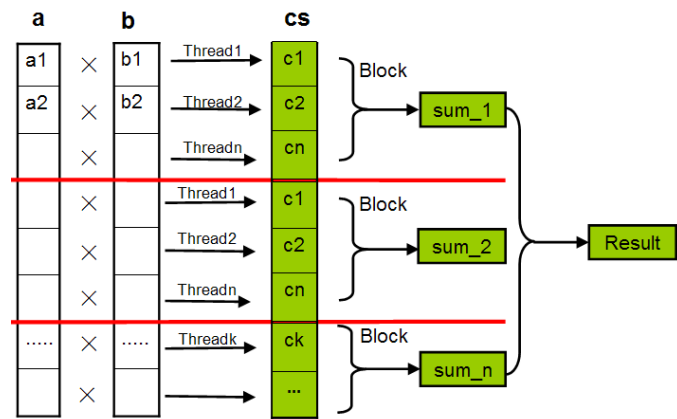 a b cs
a1 × b1 Thread1 c1 Block
a2 × b2 Thread2 c2 sum_1
× Threadn cn
× Thread1 c1 Block
× Thread2 c2 sum_2 Result
× Threadn cn
..... × ..... Threadk ck Block
× ... sum_n